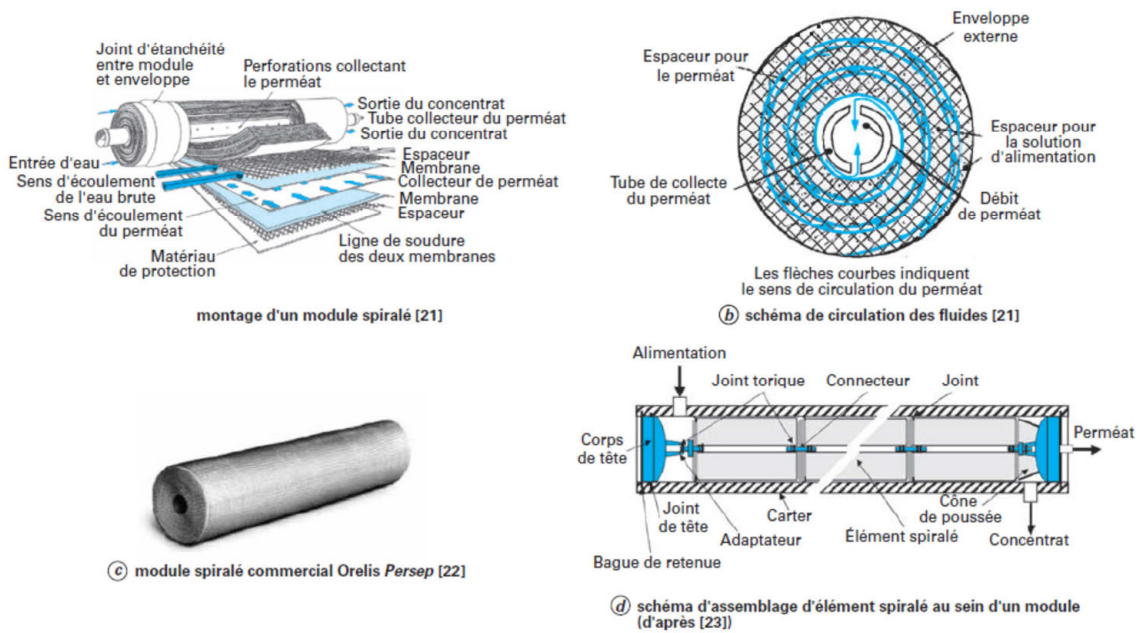 Joint d'étanchéité
entre module
et enveloppe
Perforations collectant
le perméat
Sortie du concentrat
Tube collecteur du perméat
Sortie du concentrat
Entrée d'eau
Sens d'écoulement
de l'eau brute
Sens d'écoulement
du perméat
Matériau
de protection
Espaceur
Membrane
Collecteur de perméat
Membrane
Espaceur
Ligne de soudure
des deux membranes
montage d'un module spiralé [21]
Enveloppe
externe
Espaceur pour
le perméat
Espaceur pour
la solution
d'alimentation
Tube de collecte
du perméat
Débit
de perméat
Les flèches courbes indiquent
le sens de circulation du perméat
b schéma de circulation des fluides [21]
c module spiralé commercial Orelis Persep [22]
Alimentation
Joint torique
Connecteur
Joint
Corps
de tête
Perméat
Joint
de tête
Carter
Cône
de poussée
Adaptateur
Élément spiralé
Concentrat
Bague de retenue
d schéma d'assemblage d'élément spiralé au sein d'un module
(d'après [23])